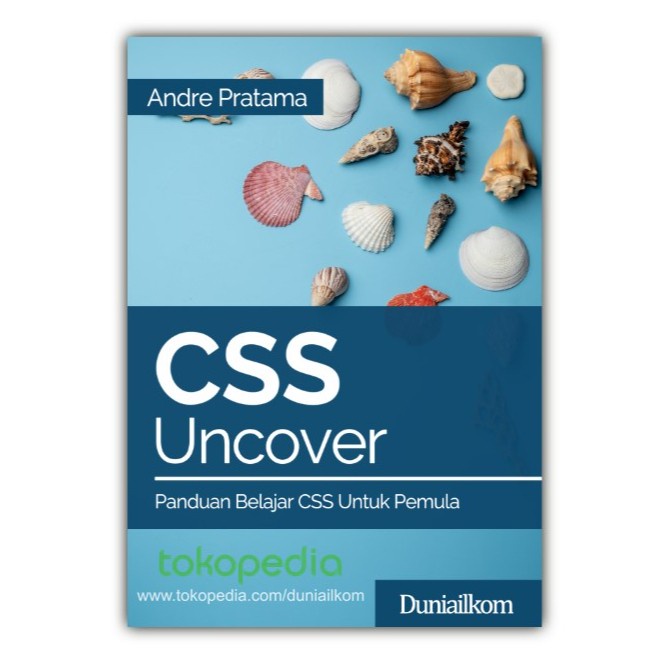 Andre Pratama
CSS
Uncover
Panduan Belajar CSS Untuk Pemula
tokopedia
www.tokopedia.com/duniailkom
Duniailkom